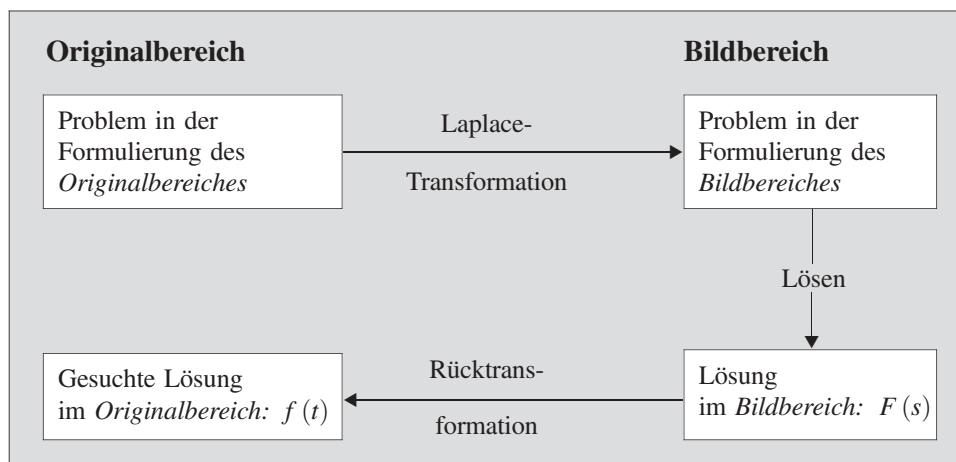 Originalbereich
Bildbereich
Problem in der
Formulierung des
Originalbereiches
Laplace-
Transformation
Problem in der
Formulierung des
Bildbereiches
Lösen
Gesuchte Lösung
im Originalbereich: f (t)
Rücktrans-
formation
Lösung
im Bildbereich: F (s)